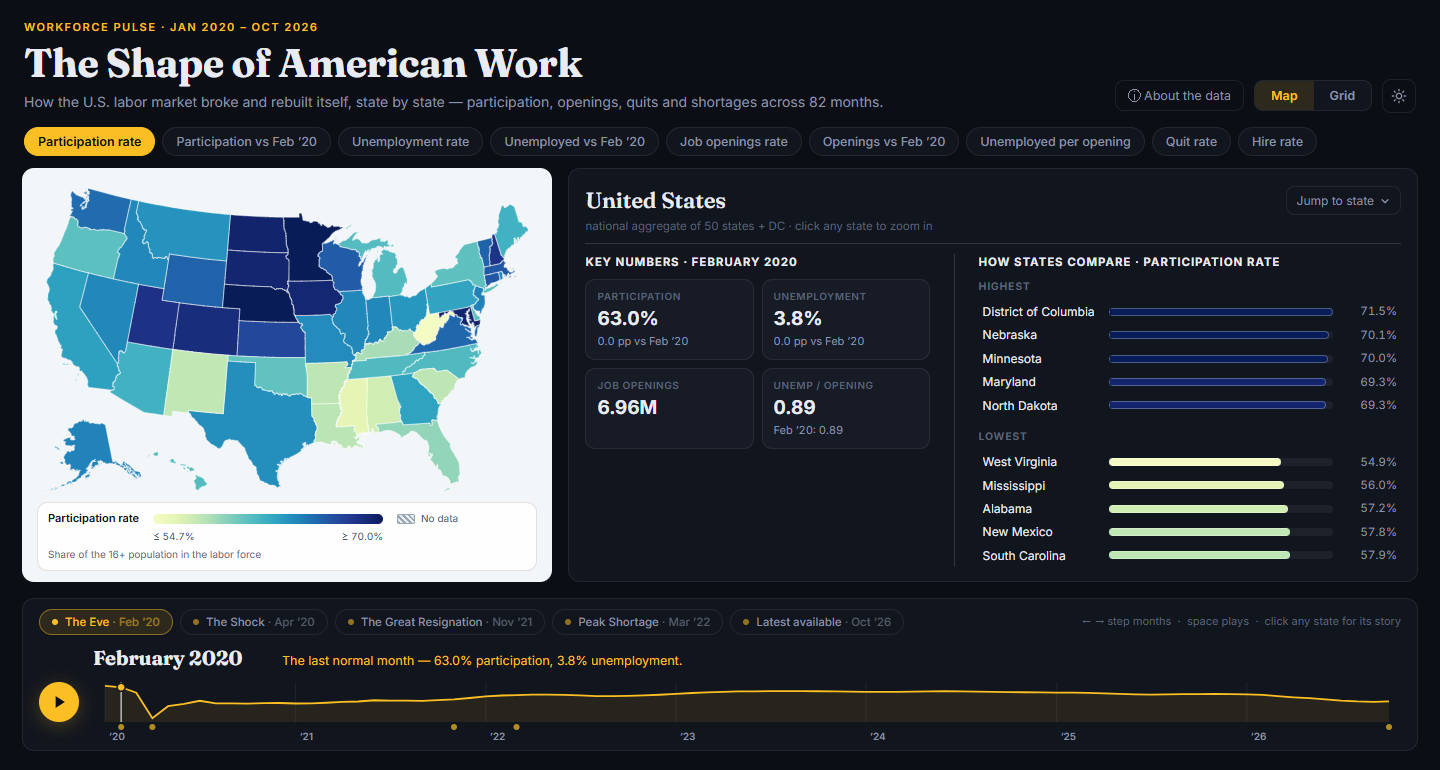 WORKFORCE PULSE · JAN 2020 – OCT 2026
The Shape of American Work
How the U.S. labor market broke and rebuilt itself, state by state — participation, openings, quits and shortages across 82 months.
ⓘ About the data
Map
Grid
Participation rate
Participation vs Feb ’20
Unemployment rate
Unemployed vs Feb ’20
Job openings rate
Openings vs Feb ’20
Unemployed per opening
Quit rate
Hire rate
Participation rate
No data
≤ 54.7%
≥ 70.0%
Share of the 16+ population in the labor force
United States
Jump to state
national aggregate of 50 states + DC · click any state to zoom in
KEY NUMBERS · FEBRUARY 2020
PARTICIPATION
63.0%
0.0 pp vs Feb ’20
UNEMPLOYMENT
3.8%
0.0 pp vs Feb ’20
JOB OPENINGS
6.96M
UNEMP / OPENING
0.89
Feb ’20: 0.89
HOW STATES COMPARE · PARTICIPATION RATE
HIGHEST
District of Columbia 71.5%
Nebraska 70.1%
Minnesota 70.0%
Maryland 69.3%
North Dakota 69.3%
LOWEST
West Virginia 54.9%
Mississippi 56.0%
Alabama 57.2%
New Mexico 57.8%
South Carolina 57.9%
The Eve · Feb ’20
The Shock · Apr ’20
The Great Resignation · Nov ’21
Peak Shortage · Mar ’22
Latest available · Oct ’26
← → step months · space plays · click any state for its story
February 2020
The last normal month — 63.0% participation, 3.8% unemployment.
’20
’21
’22
’23
’24
’25
’26